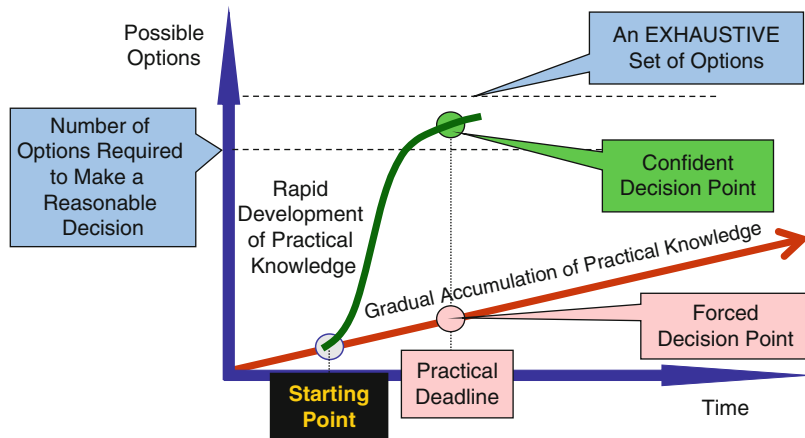 Possible
Options
An EXHAUSTIVE
Set of Options
Number of
Options Required
to Make a
Reasonable
Decision
Confident
Decision Point
Rapid
Development
of Practical
Knowledge
Gradual Accumulation of Practical Knowledge
Forced
Decision Point
Starting
Point
Practical
Deadline
Time